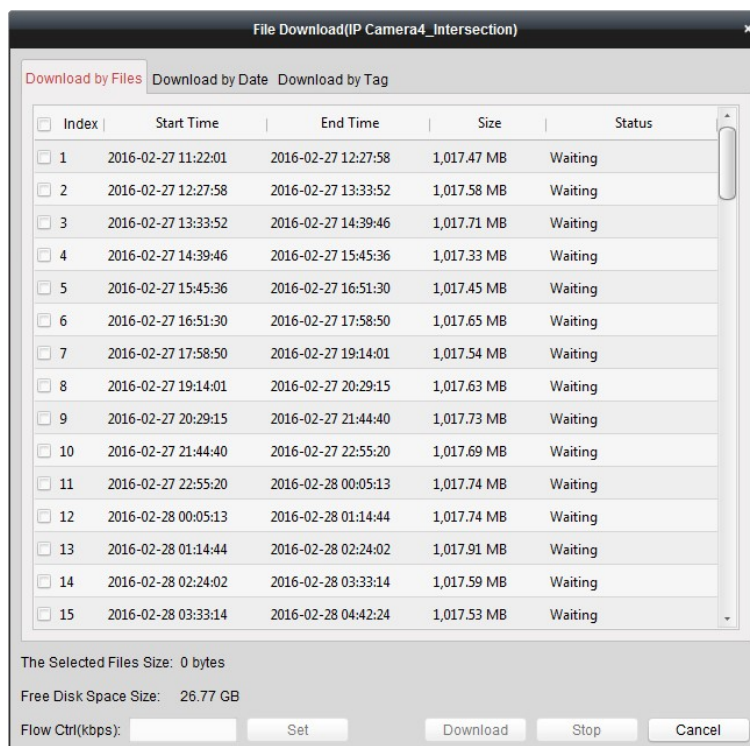 File Download(IP Camera4_Intersection)
Download by Files Download by Date Download by Tag
Index Start Time End Time Size Status
1 2016-02-27 11:22:01 2016-02-27 12:27:58 1,017.47 MB Waiting
2 2016-02-27 12:27:58 2016-02-27 13:33:52 1,017.58 MB Waiting
3 2016-02-27 13:33:52 2016-02-27 14:39:46 1,017.71 MB Waiting
4 2016-02-27 14:39:46 2016-02-27 15:45:36 1,017.33 MB Waiting
5 2016-02-27 15:45:36 2016-02-27 16:51:30 1,017.45 MB Waiting
6 2016-02-27 16:51:30 2016-02-27 17:58:50 1,017.65 MB Waiting
7 2016-02-27 17:58:50 2016-02-27 19:14:01 1,017.54 MB Waiting
8 2016-02-27 19:14:01 2016-02-27 20:29:15 1,017.63 MB Waiting
9 2016-02-27 20:29:15 2016-02-27 21:44:40 1,017.73 MB Waiting
10 2016-02-27 21:44:40 2016-02-27 22:55:20 1,017.69 MB Waiting
11 2016-02-27 22:55:20 2016-02-28 00:05:13 1,017.74 MB Waiting
12 2016-02-28 00:05:13 2016-02-28 01:14:44 1,017.74 MB Waiting
13 2016-02-28 01:14:44 2016-02-28 02:24:02 1,017.91 MB Waiting
14 2016-02-28 02:24:02 2016-02-28 03:33:14 1,017.59 MB Waiting
15 2016-02-28 03:33:14 2016-02-28 04:42:24 1,017.53 MB Waiting
The Selected Files Size: 0 bytes
Free Disk Space Size: 26.77 GB
Flow Ctrl(kbps): Set Download Stop Cancel